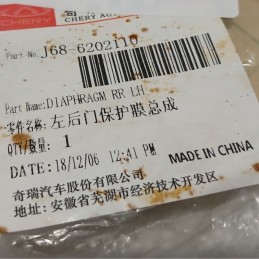 CHERY
司
CHERY AU
Part No. J68-6202110
Part Name: DIAPHRAGM RR LH
零件名称: 左后门保护膜总成
QTY/数量: 1
DATE: 18/12/06 12:41 PM
MADE IN CHINA
奇瑞汽车股份有限公司
地址: 安徽省芜湖市经济技术开发区